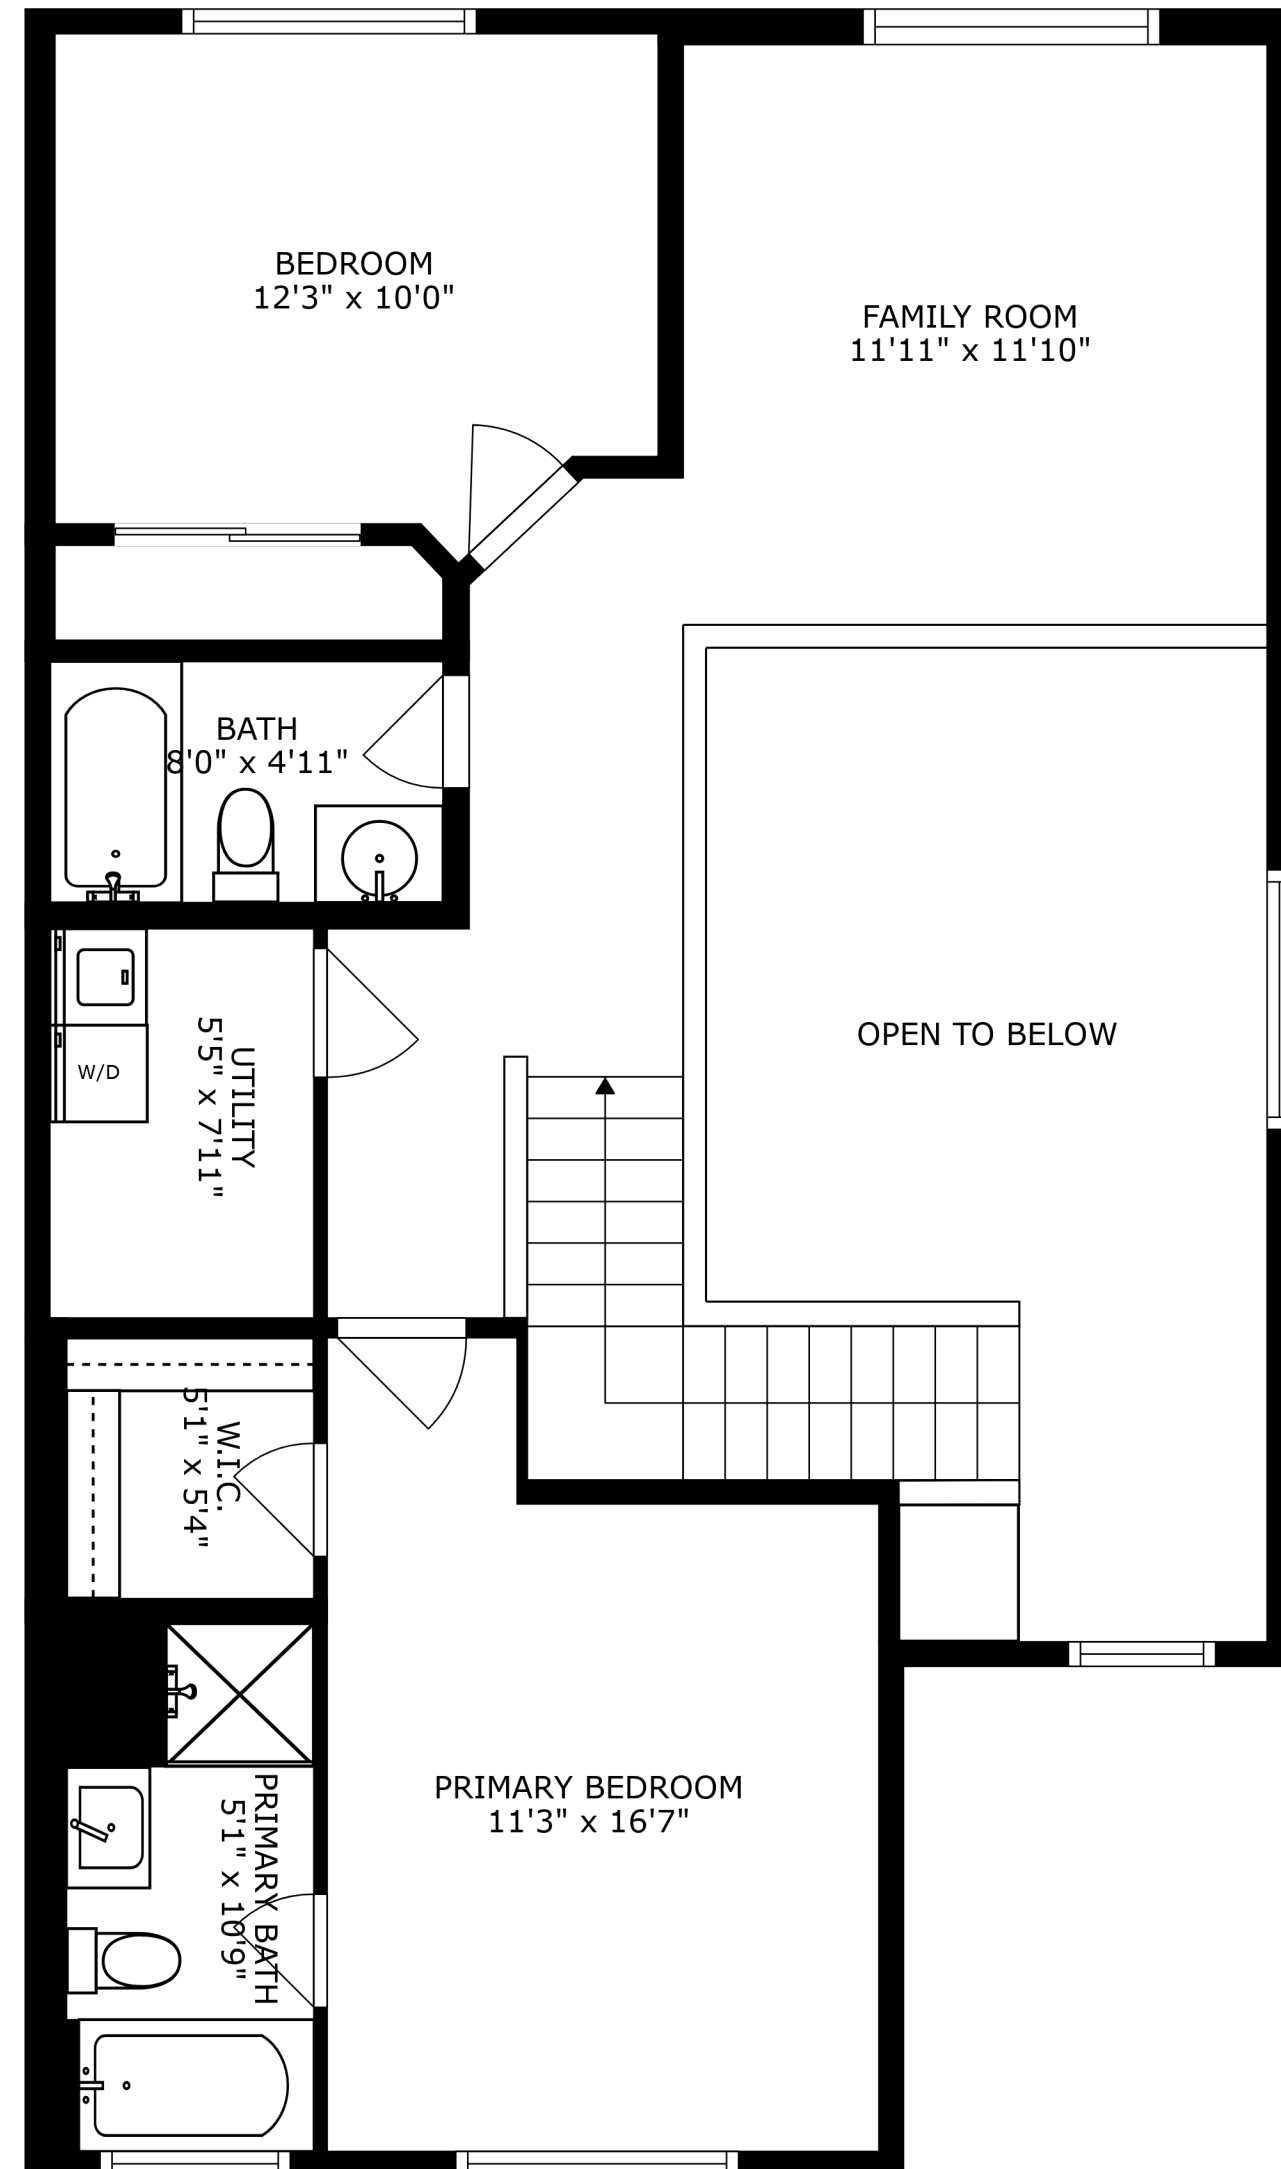 BEDROOM
12'3" x 10'0"
FAMILY ROOM
11'11" x 11'10"
BATH
8'0" x 4'11"
OPEN TO BELOW
W/D
UTILITY
5'5" x 7'11"
W.I.C.
5'1" x 5'4"
PRIMARY BEDROOM
11'3" x 16'7"
PRIMARY BATH
5'1" x 10'9"